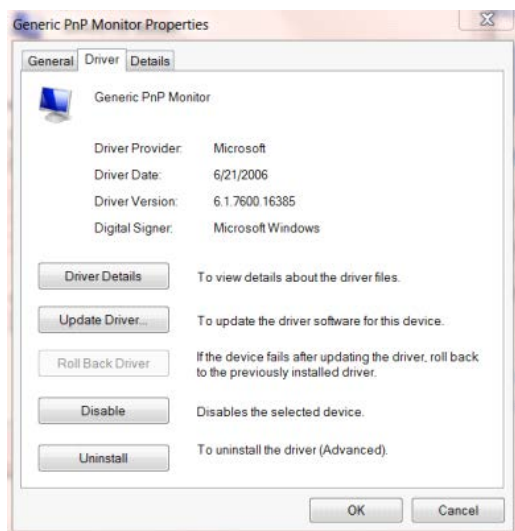 Generic PnP Monitor Properties
General Driver Details
Generic PnP Monitor
Driver Provider: Microsoft
Driver Date: 6/21/2006
Driver Version: 6.1.7600.16385
Digital Signer: Microsoft Windows
Driver Details To view details about the driver files.
Update Driver... To update the driver software for this device.
Roll Back Driver If the device fails after updating the driver, roll back
to the previously installed driver.
Disable Disables the selected device.
Uninstall To uninstall the driver (Advanced).
OK Cancel